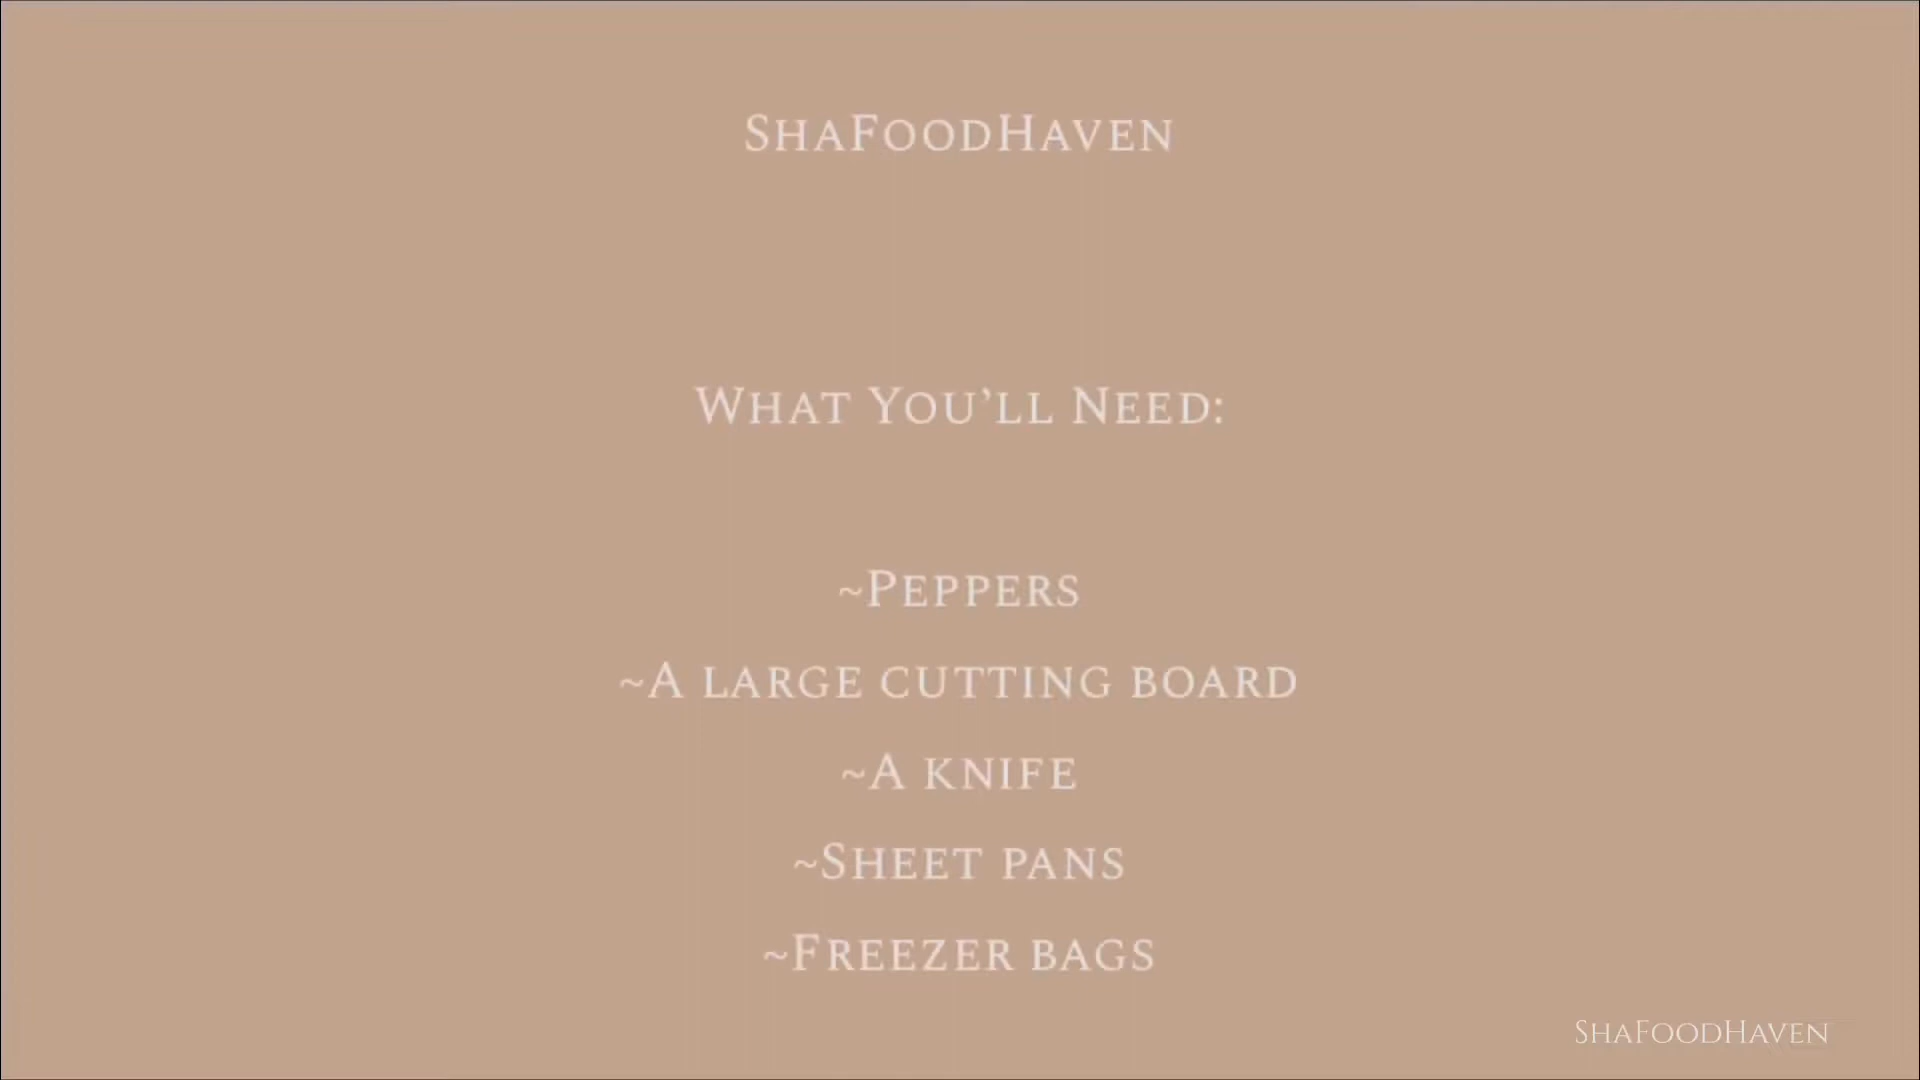 ShaFoodHaven
What You’ll Need:
~Peppers
~A large cutting board
~A knife
~Sheet pans
~Freezer bags
ShaFoodHaven